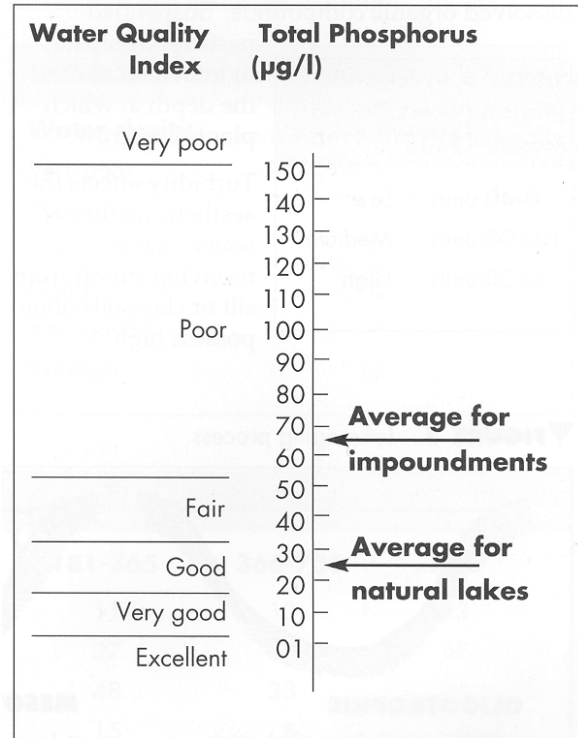 Water Quality Index
Total Phosphorus (µg/l)
Very poor
150
140
130
120
110
Poor
100
90
80
70
Average for impoundments
60
50
Fair
40
30
Average for natural lakes
Good
20
Very good
10
01
Excellent